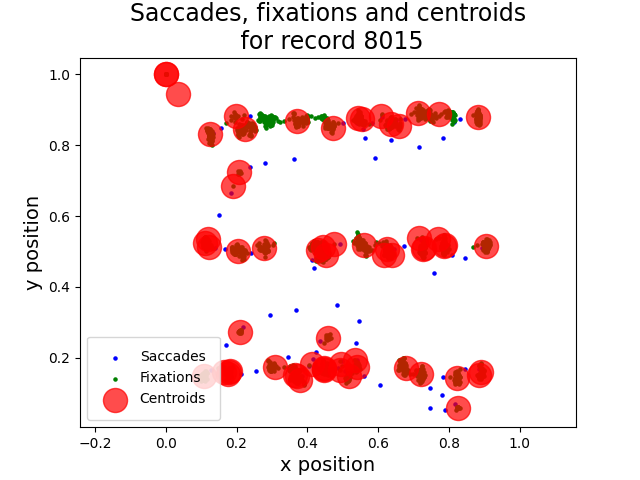 Saccades, fixations and centroids
for record 8015
1.0
0.8
0.6
0.4
0.2
y position
Saccades
Fixations
Centroids
−0.2 0.0 0.2 0.4 0.6 0.8 1.0
x position